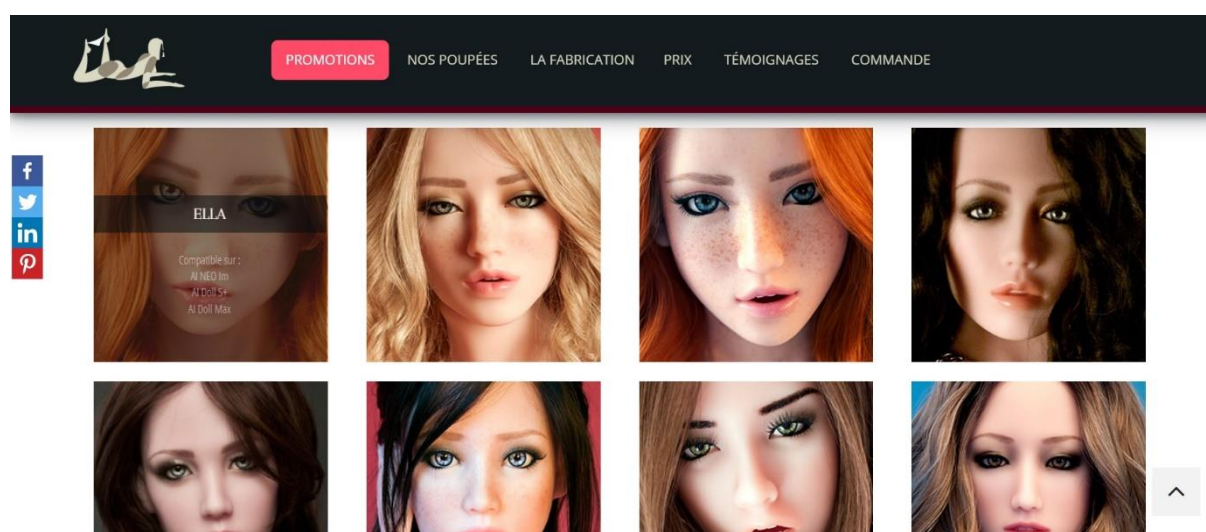 PROMOTIONS
NOS POUPÉES
LA FABRICATION
PRIX
TÉMOIGNAGES
COMMANDE
f
in
ELLA
Compatible sur :
AI NEO Im
AI Doll S+
AI Doll Max